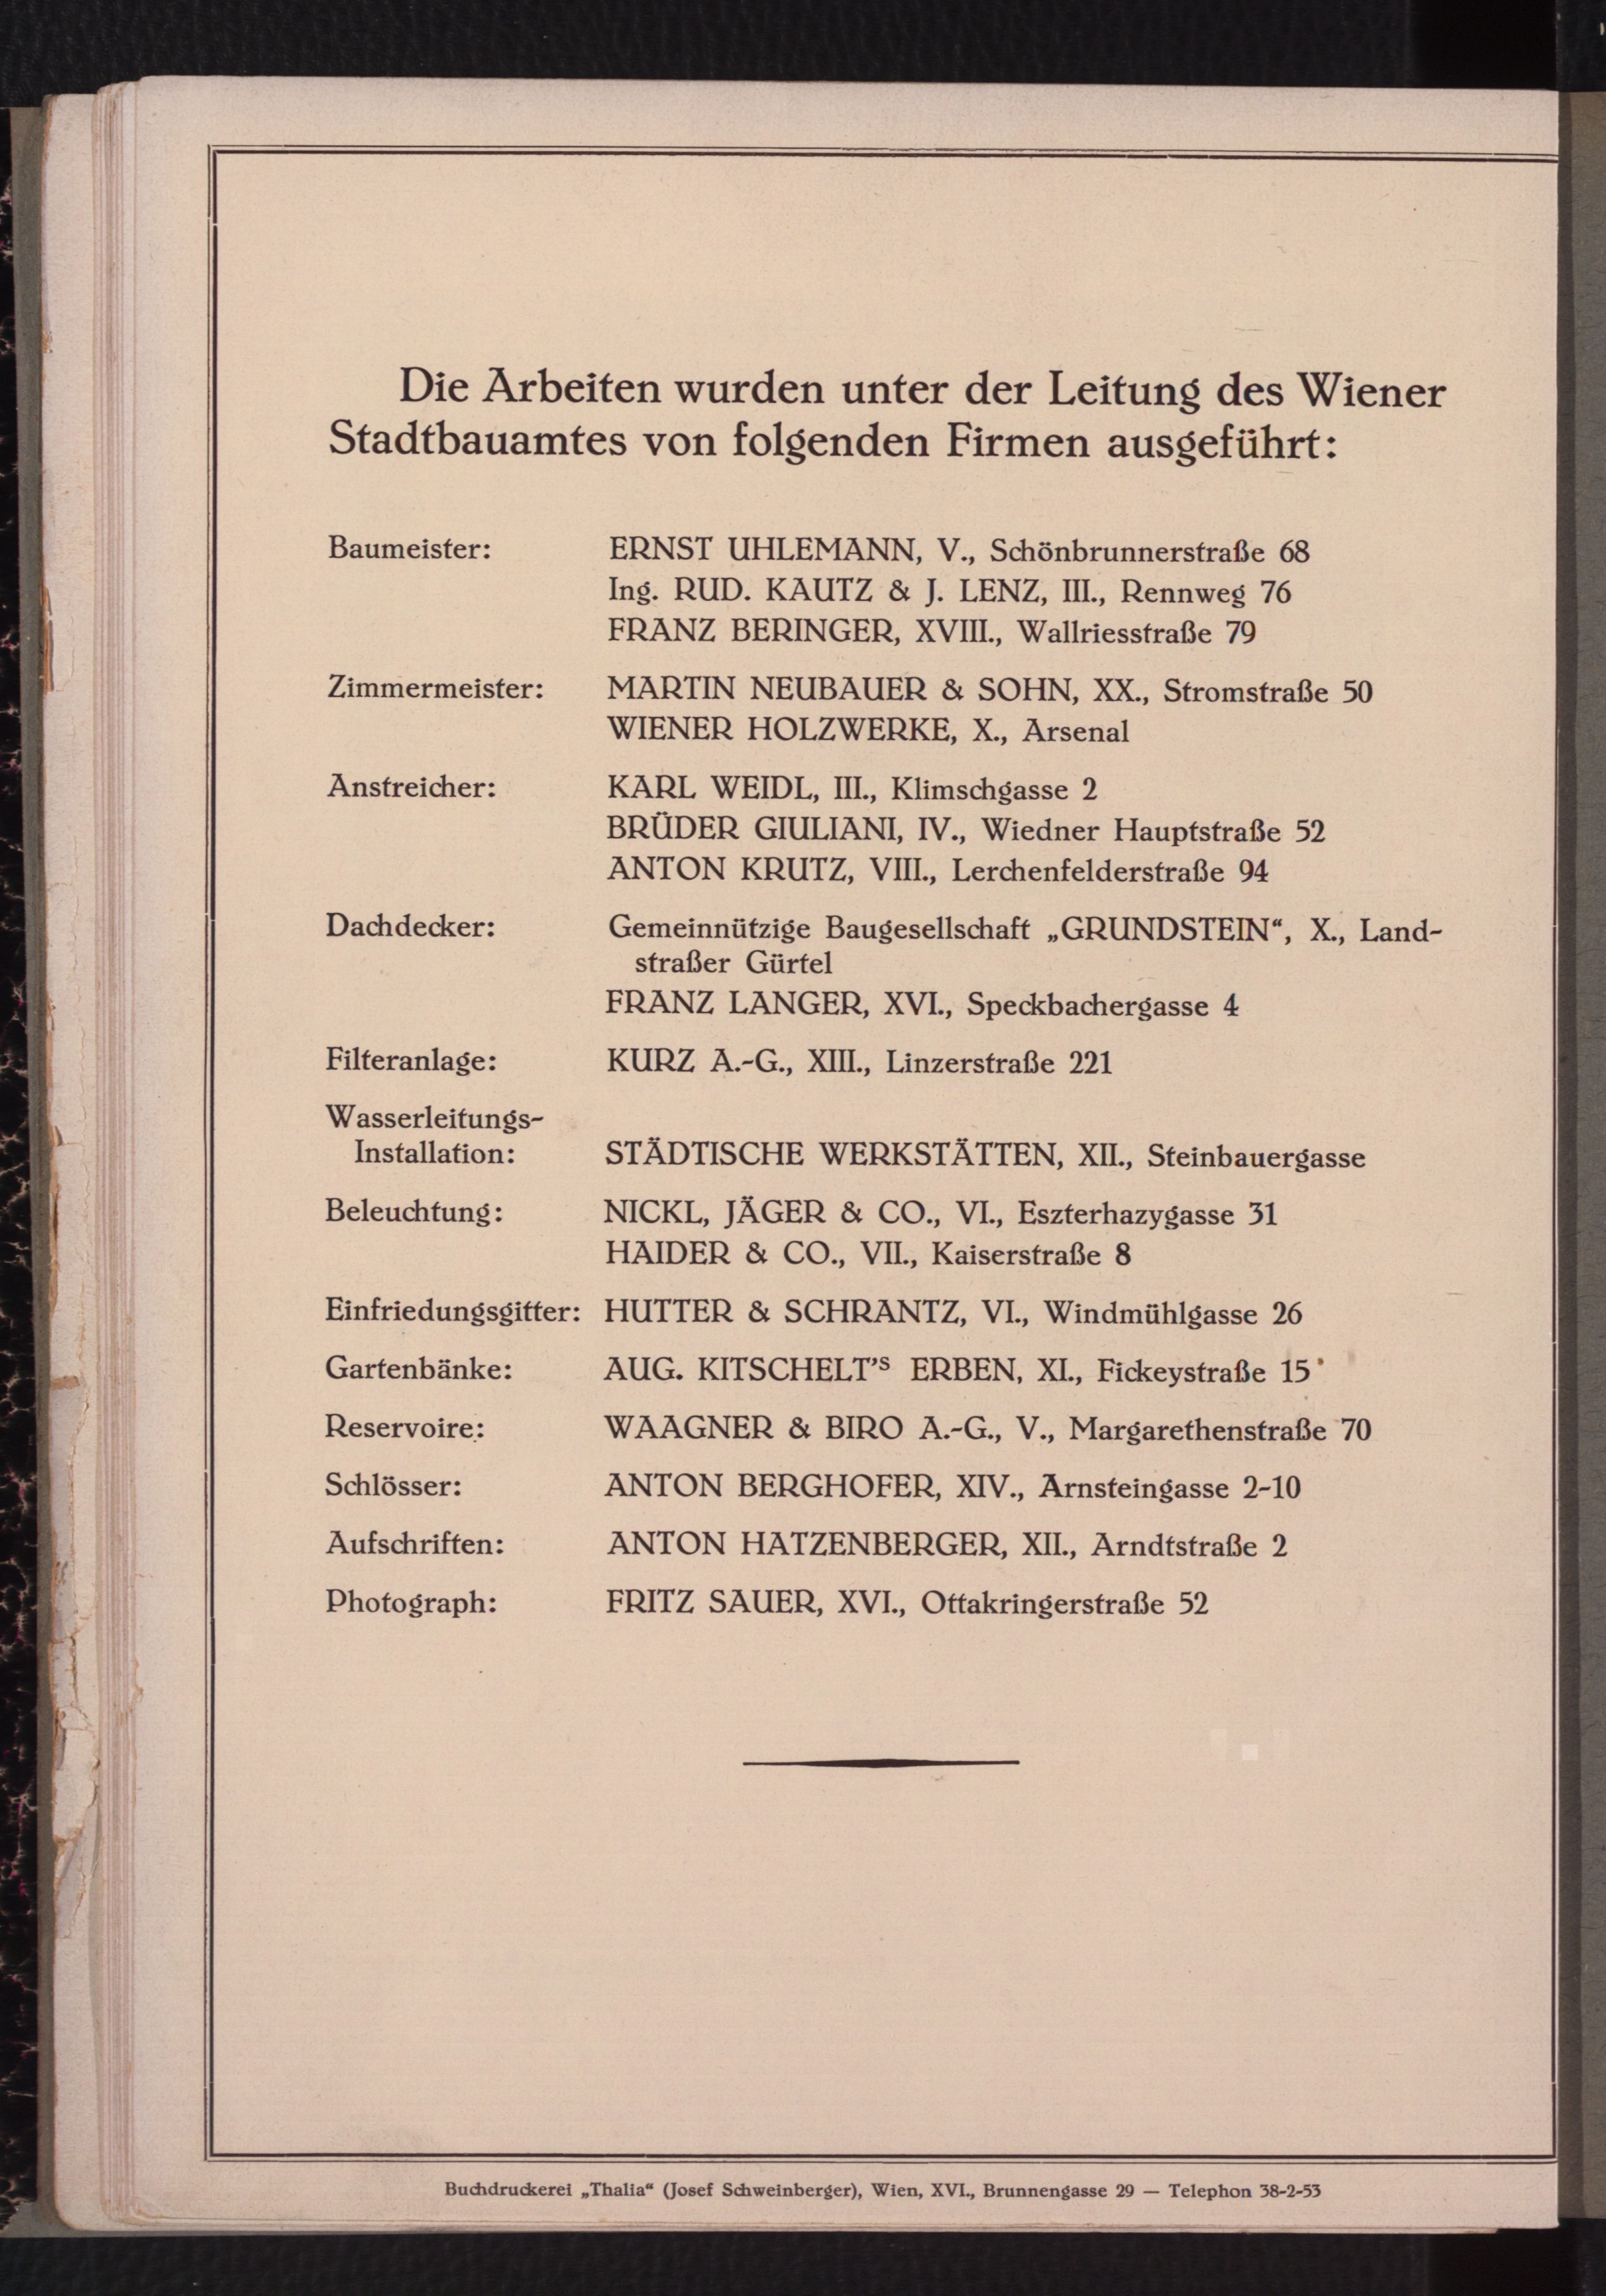 Die Arbeiten wurden unter der Leitung des Wiener
Stadtbauamtes von folgenden Firmen ausgeführt:
Baumeister: ERNST UHLEMANN, V., Schönbrunnerstraße 68
Ing. RUD. KAUTZ & J. LENZ, III., Rennweg 76
FRANZ BERINGER, XVIII., Wallriesstraße 79
Zimmermeister: MARTIN NEUBAUER & SOHN, XX., Stromstraße 50
WIENER HOLZWERKE, X., Arsenal
Anstreicher: KARL WEIDL, III., Klimschgasse 2
BRÜDER GIULIANI, IV., Wiedner Hauptstraße 52
ANTON KRUTZ, VIII., Lerchenfelderstraße 94
Dachdecker: Gemeinnützige Baugesellschaft „GRUNDSTEIN“, X., Land-
straßer Gürtel
FRANZ LANGER, XVI., Speckbachergasse 4
Filteranlage: KURZ A.-G., XIII., Linzerstraße 221
Wasserleitungs-
Installation: STÄDTISCHE WERKSTÄTTEN, XII., Steinbauergasse
Beleuchtung: NICKL, JÄGER & CO., VI., Eszterhazygasse 31
HAIDER & CO., VII., Kaiserstraße 8
Einfriedungsgitter: HUTTER & SCHRANTZ, VI., Windmühlgasse 26
Gartenbänke: AUG. KITSCHELT’s ERBEN, XI., Fickeystraße 15
Reservoire: WAAGNER & BIRO A.-G., V., Margarethenstraße 70
Schlösser: ANTON BERGHOFER, XIV., Arnsteingasse 2-10
Aufschriften: ANTON HATZENBERGER, XII., Arndtstraße 2
Photograph: FRITZ SAUER, XVI., Ottakringerstraße 52
Buchdruckerei „Thalia“ (Josef Schweinberger), Wien, XVI., Brunnengasse 29 — Telephon 38-2-53